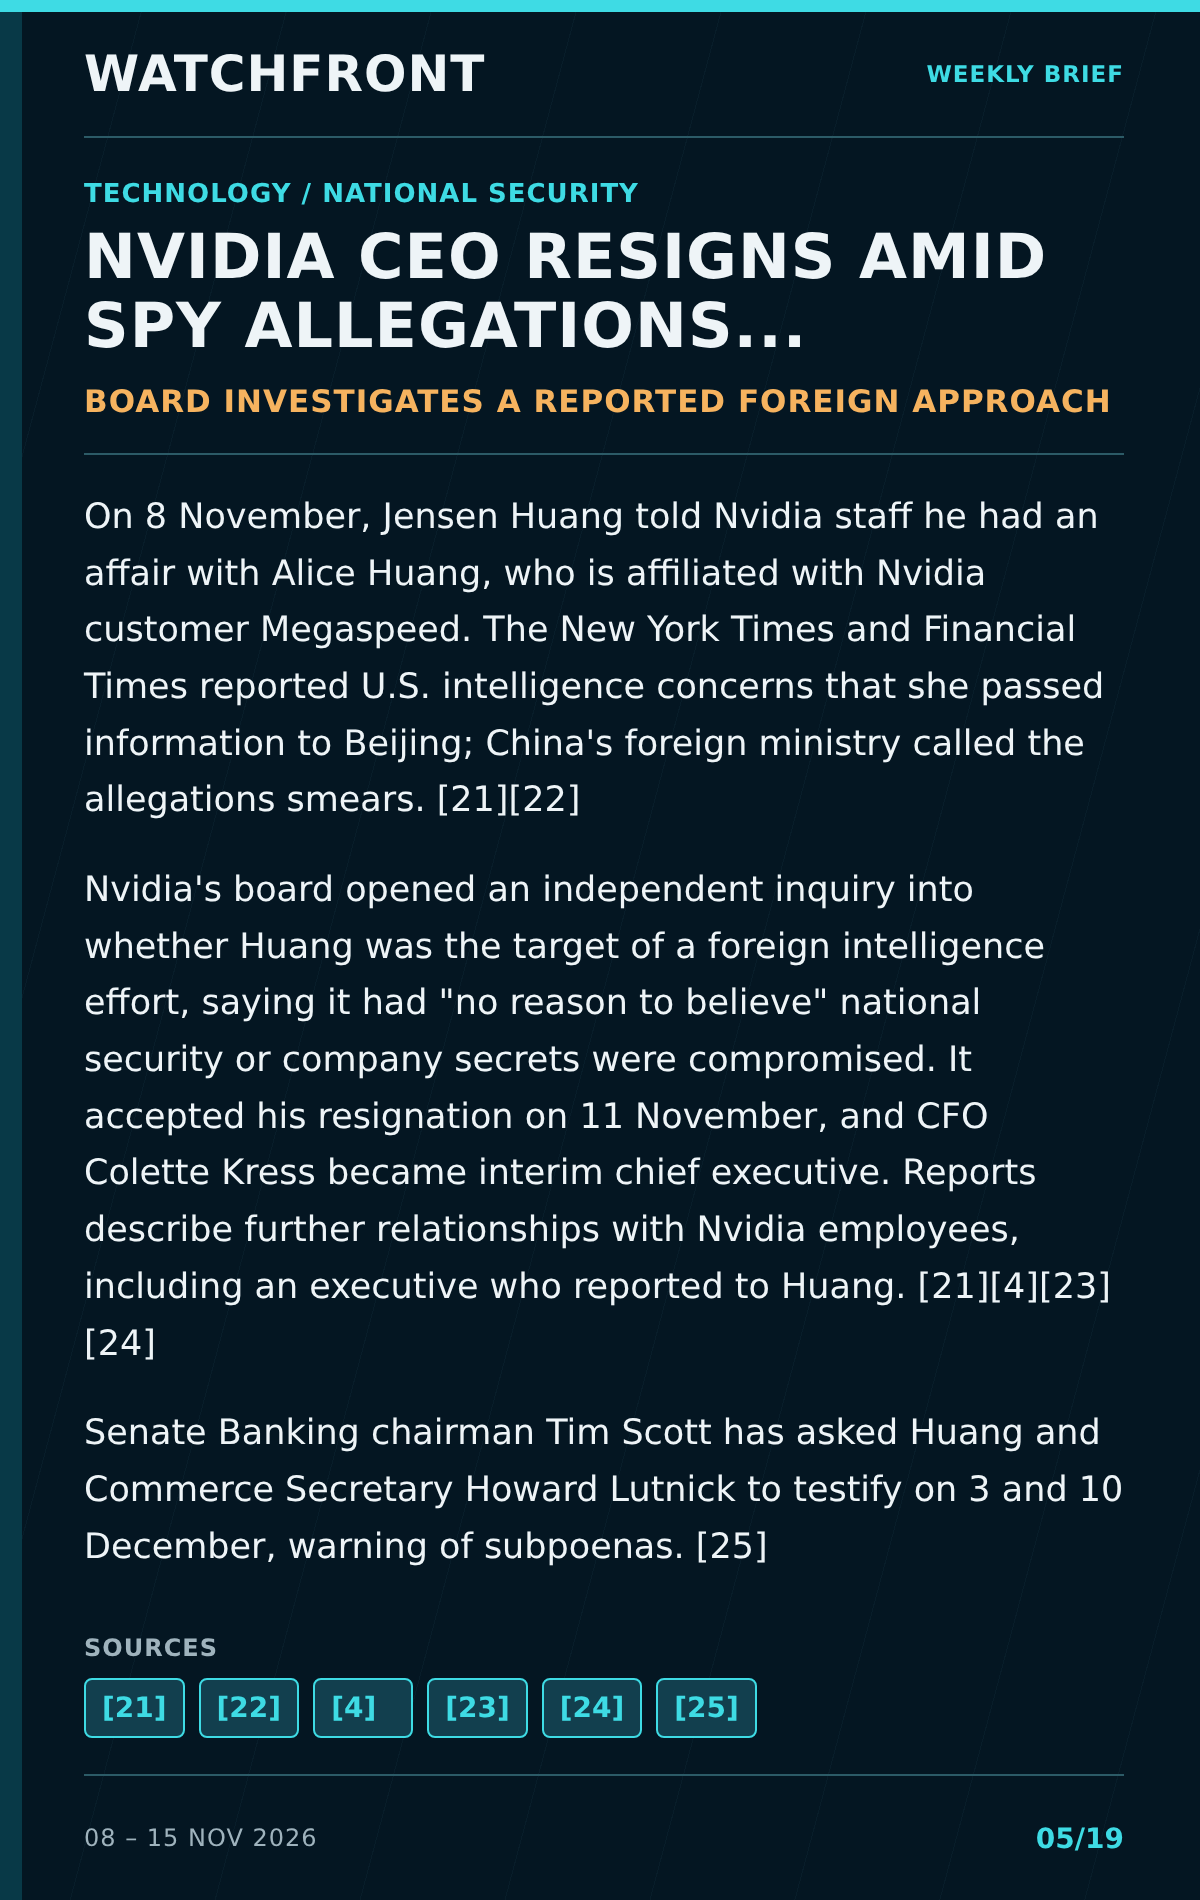 WATCHFRONT
WEEKLY BRIEF
TECHNOLOGY / NATIONAL SECURITY
NVIDIA CEO RESIGNS AMID
SPY ALLEGATIONS...
BOARD INVESTIGATES A REPORTED FOREIGN APPROACH
On 8 November, Jensen Huang told Nvidia staff he had an
affair with Alice Huang, who is affiliated with Nvidia
customer Megaspeed. The New York Times and Financial
Times reported U.S. intelligence concerns that she passed
information to Beijing; China's foreign ministry called the
allegations smears. [21][22]
Nvidia's board opened an independent inquiry into
whether Huang was the target of a foreign intelligence
effort, saying it had "no reason to believe" national
security or company secrets were compromised. It
accepted his resignation on 11 November, and CFO
Colette Kress became interim chief executive. Reports
describe further relationships with Nvidia employees,
including an executive who reported to Huang. [21][4][23]
[24]
Senate Banking chairman Tim Scott has asked Huang and
Commerce Secretary Howard Lutnick to testify on 3 and 10
December, warning of subpoenas. [25]
SOURCES
[21] [22] [4] [23] [24] [25]
08 – 15 NOV 2026
05/19